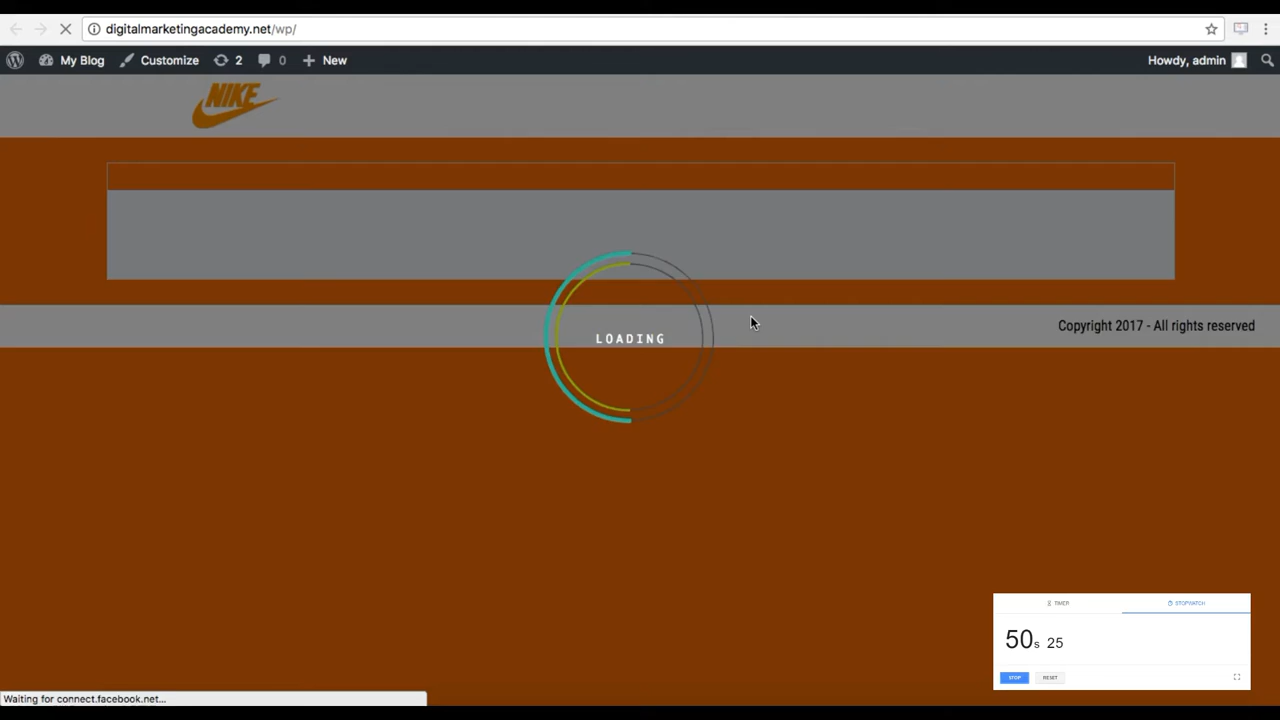 digitalmarketingacademy.net/wp/
My Blog Customize 2 0 New Howdy, admin
NIKE
LOADING
Copyright 2017 - All rights reserved
TIMER STOPWATCH
50s 25
STOP RESET
Waiting for connect.facebook.net...